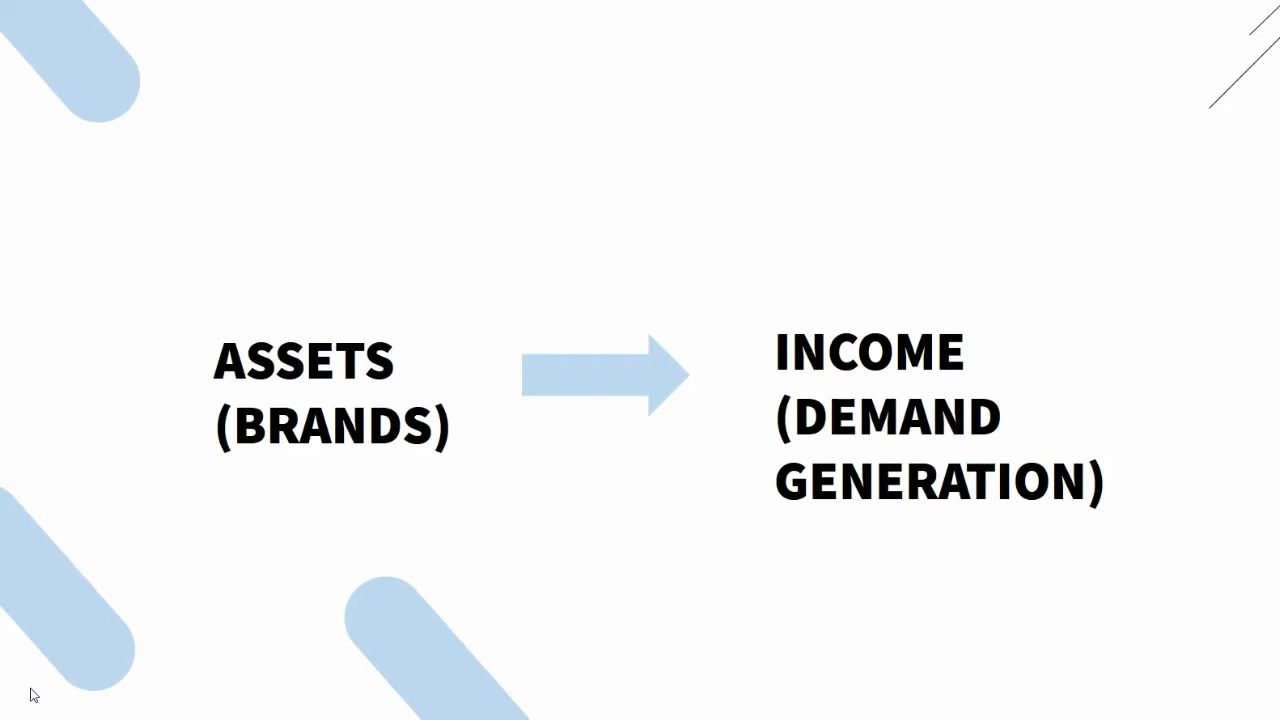 ASSETS
(BRANDS)
INCOME
(DEMAND
GENERATION)